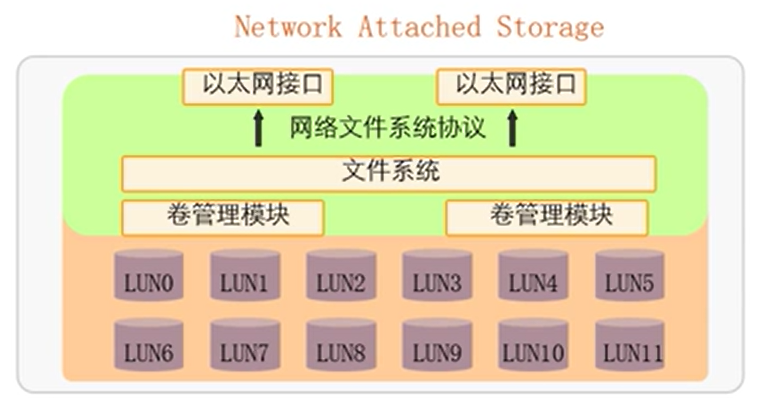 Network Attached Storage
以太网接口 以太网接口
网络文件系统协议
文件系统
卷管理模块 卷管理模块
LUN0 LUN1 LUN2 LUN3 LUN4 LUN5
LUN6 LUN7 LUN8 LUN9 LUN10 LUN11